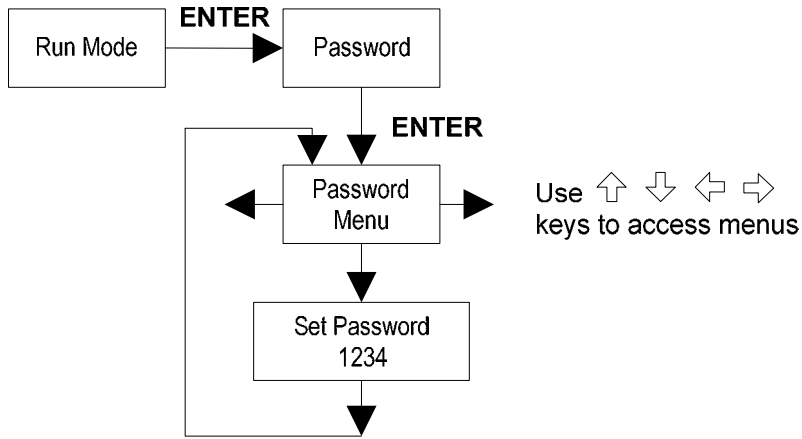 ENTER
Run Mode
Password
ENTER
Password
Menu
Use
keys to access menus
Set Password
1234